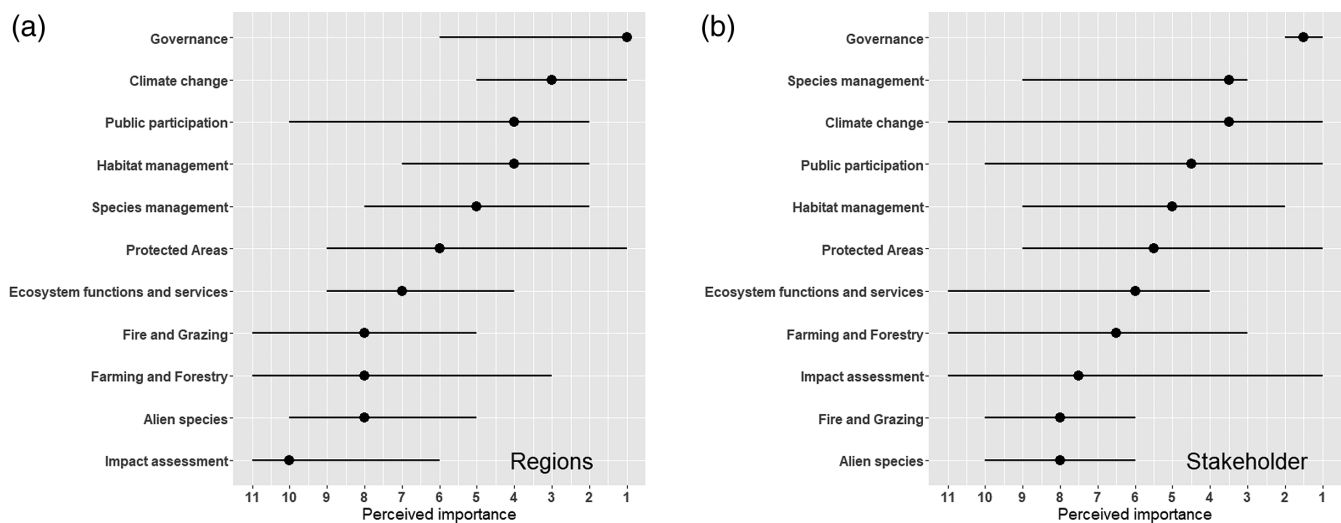 (a)
Governance
Climate change
Public participation
Habitat management
Species management
Protected Areas
Ecosystem functions and services
Fire and Grazing
Farming and Forestry
Alien species
Impact assessment
Regions
11 10 9 8 7 6 5 4 3 2 1
Perceived importance
(b)
Governance
Species management
Climate change
Public participation
Habitat management
Protected Areas
Ecosystem functions and services
Farming and Forestry
Impact assessment
Fire and Grazing
Alien species
Stakeholder
11 10 9 8 7 6 5 4 3 2 1
Perceived importance